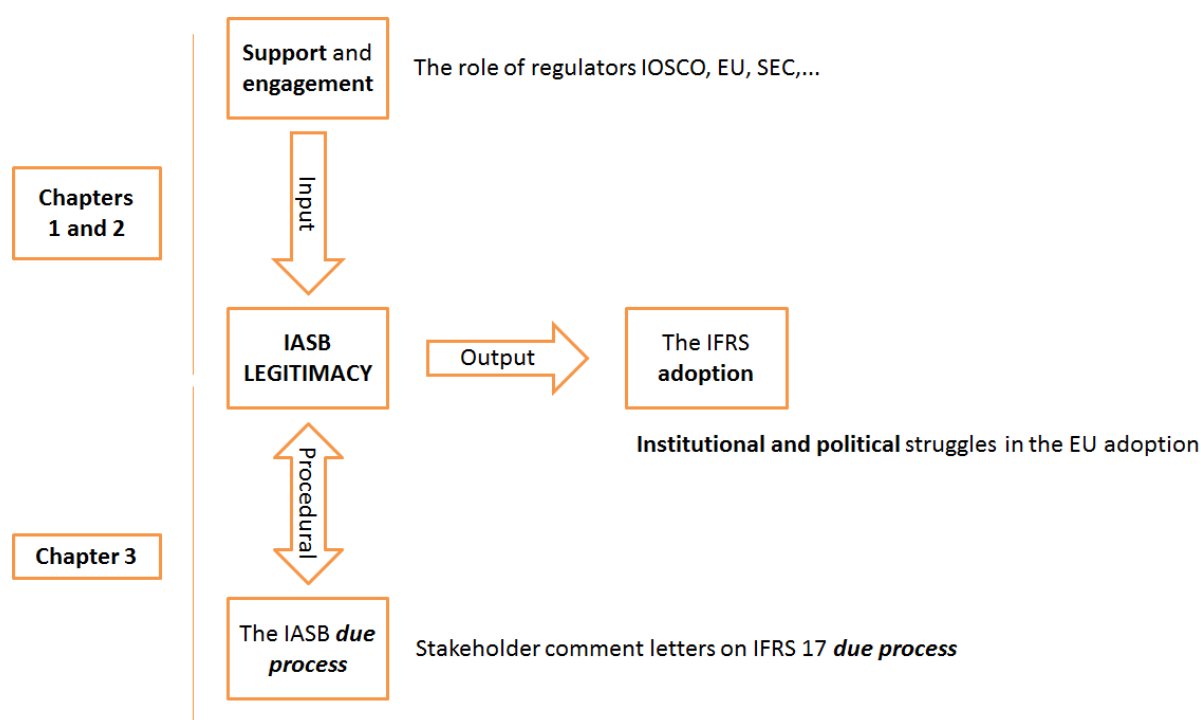 Support and
engagement
The role of regulators IOSCO, EU, SEC,...
Input
Chapters
1 and 2
IASB
LEGITIMACY
Output
The IFRS
adoption
Institutional and political struggles in the EU adoption
Procedural
Chapter 3
The IASB due
process
Stakeholder comment letters on IFRS 17 due process